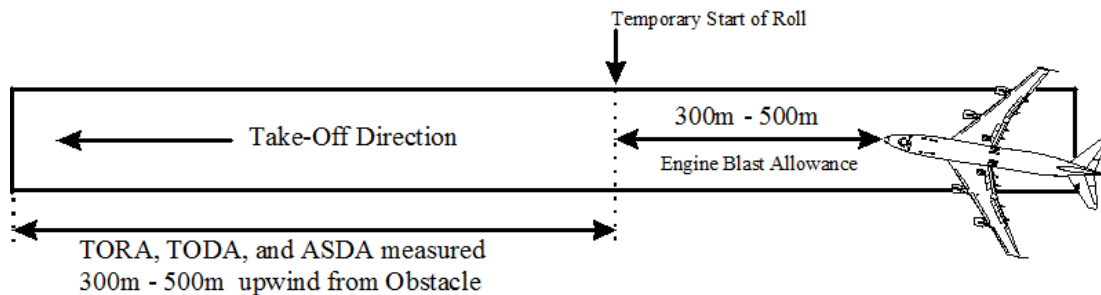 Temporary Start of Roll
Take-Off Direction
300m - 500m
Engine Blast Allowance
TORA, TODA, and ASDA measured
300m - 500m upwind from Obstacle